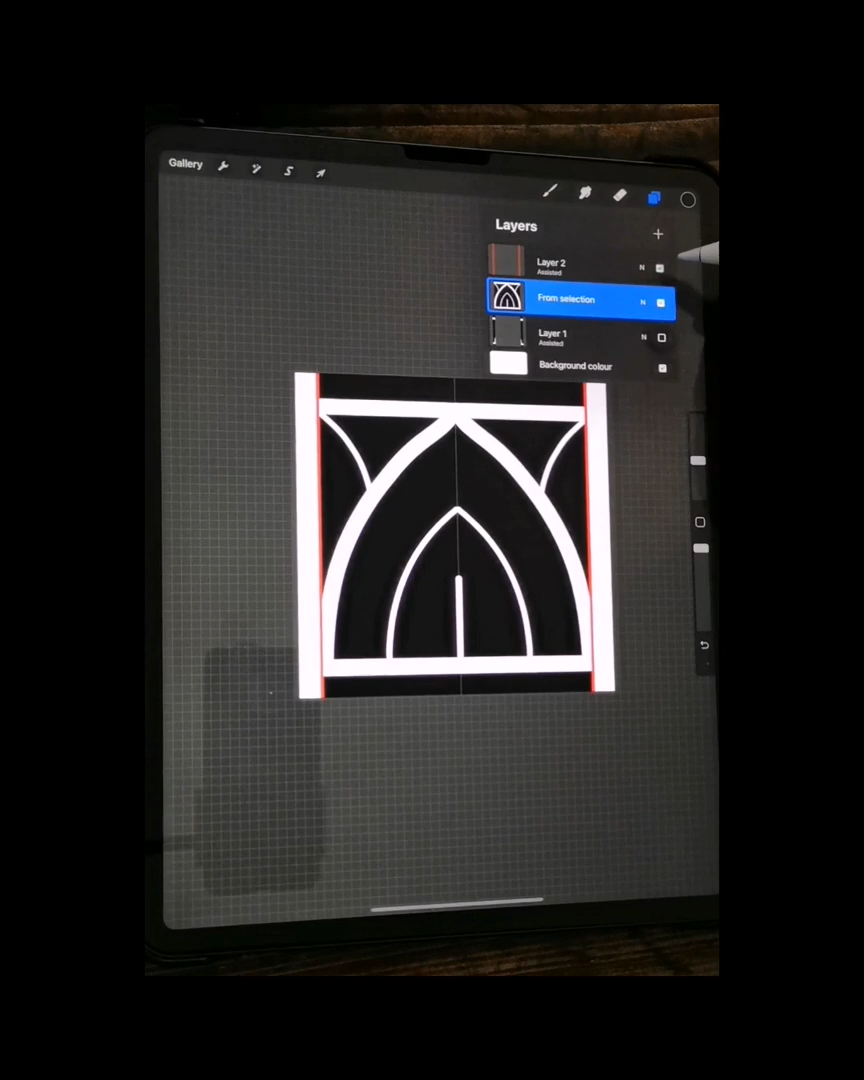 Gallery
Layers
Layer 2
Assisted
N
From selection
N
Layer 1
Assisted
N
Background colour